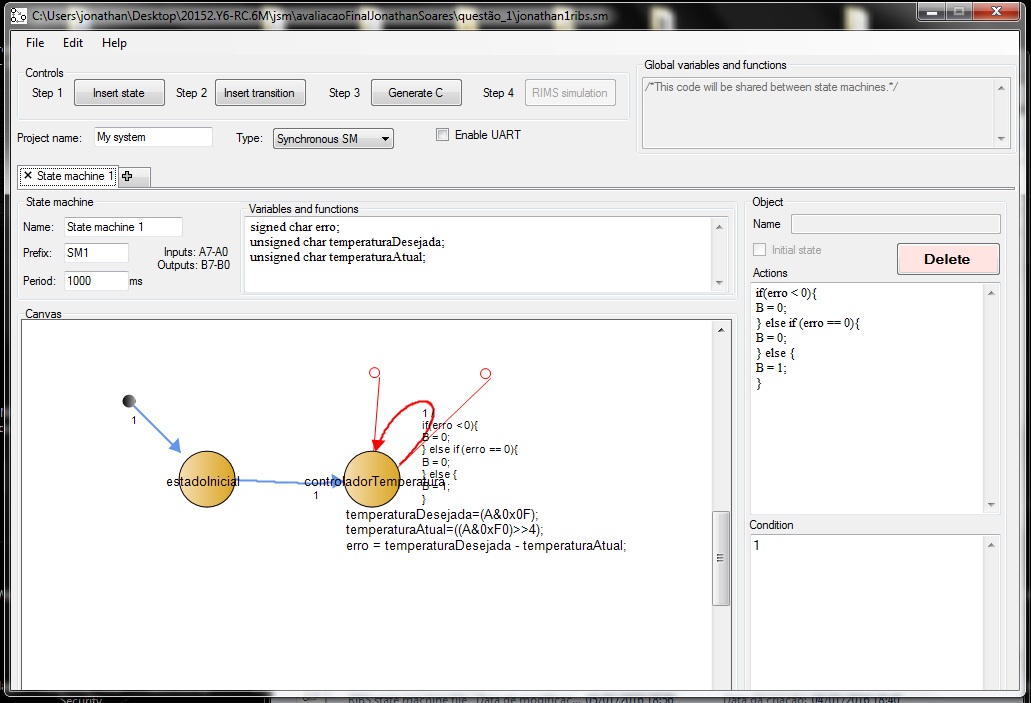 C:\Users\jonathan\Desktop\20152.Y6-RC.6M\jsm\avaliacaoFinalJonathanSoares\questão_1\jonathan1ribs.sm
File Edit Help
Controls
Step 1 Insert state Step 2 Insert transition Step 3 Generate C Step 4 RIMS simulation
Global variables and functions
/*This code will be shared between state machines.*/
Project name: My system Type: Synchronous SM Enable UART
State machine 1
State machine
Name: State machine 1
Prefix: SM1
Inputs: A7-A0
Outputs: B7-B0
Period: 1000 ms
Variables and functions
signed char erro;
unsigned char temperaturaDesejada;
unsigned char temperaturaAtual;
Object
Name
Initial state
Delete
Actions
if(erro < 0){
B = 0;
} else if (erro == 0){
B = 0;
} else {
B = 1;
}
Condition
1
Canvas
1
estadoInicial
1
controladorTemperatura
1
if(erro < 0){
B = 0;
} else if (erro == 0){
B = 0;
} else {
B = 1;
}
temperaturaDesejada=(A&0x0F);
temperaturaAtual=((A&0xF0)>>4);
erro = temperaturaDesejada - temperaturaAtual;
Security